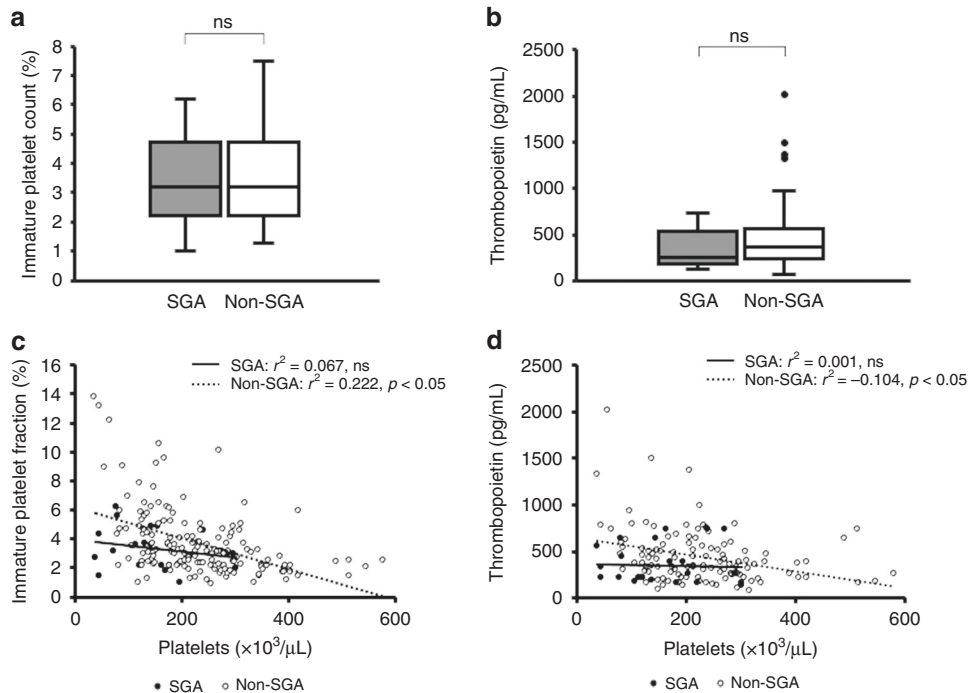 a
ns
Immature platelet count (%)
8
7
6
5
4
3
2
1
0
SGA Non-SGA
b
ns
Thrombopoietin (pg/mL)
2500
2000
1500
1000
500
0
SGA Non-SGA
c
SGA: r² = 0.067, ns
Non-SGA: r² = 0.222, p < 0.05
Immature platelet fraction (%)
16
14
12
10
8
6
4
2
0
0 200 400 600
Platelets (×10³/μL)
SGA Non-SGA
d
SGA: r² = 0.001, ns
Non-SGA: r² = –0.104, p < 0.05
Thrombopoietin (pg/mL)
2500
2000
1500
1000
500
0
0 200 400 600
Platelets (×10³/μL)
SGA Non-SGA